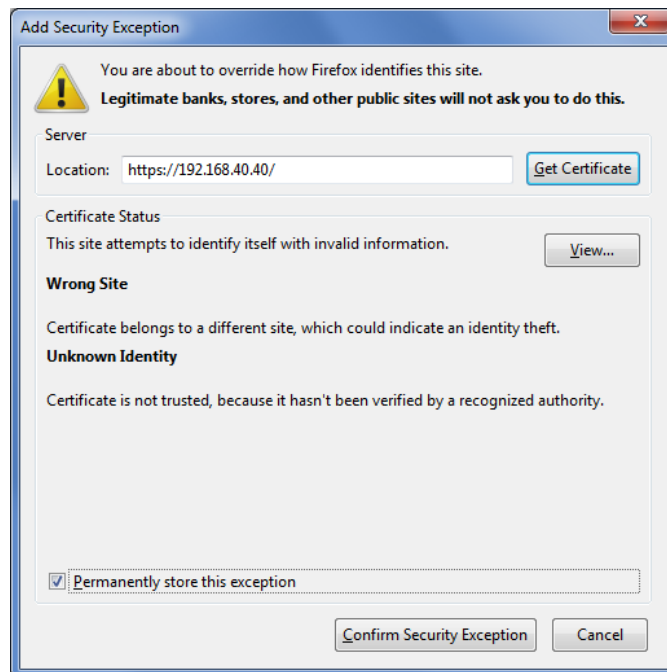 Add Security Exception
You are about to override how Firefox identifies this site.
Legitimate banks, stores, and other public sites will not ask you to do this.
Server
Location: https://192.168.40.40/ Get Certificate
Certificate Status
This site attempts to identify itself with invalid information. View...
Wrong Site
Certificate belongs to a different site, which could indicate an identity theft.
Unknown Identity
Certificate is not trusted, because it hasn't been verified by a recognized authority.
Permanently store this exception
Confirm Security Exception Cancel